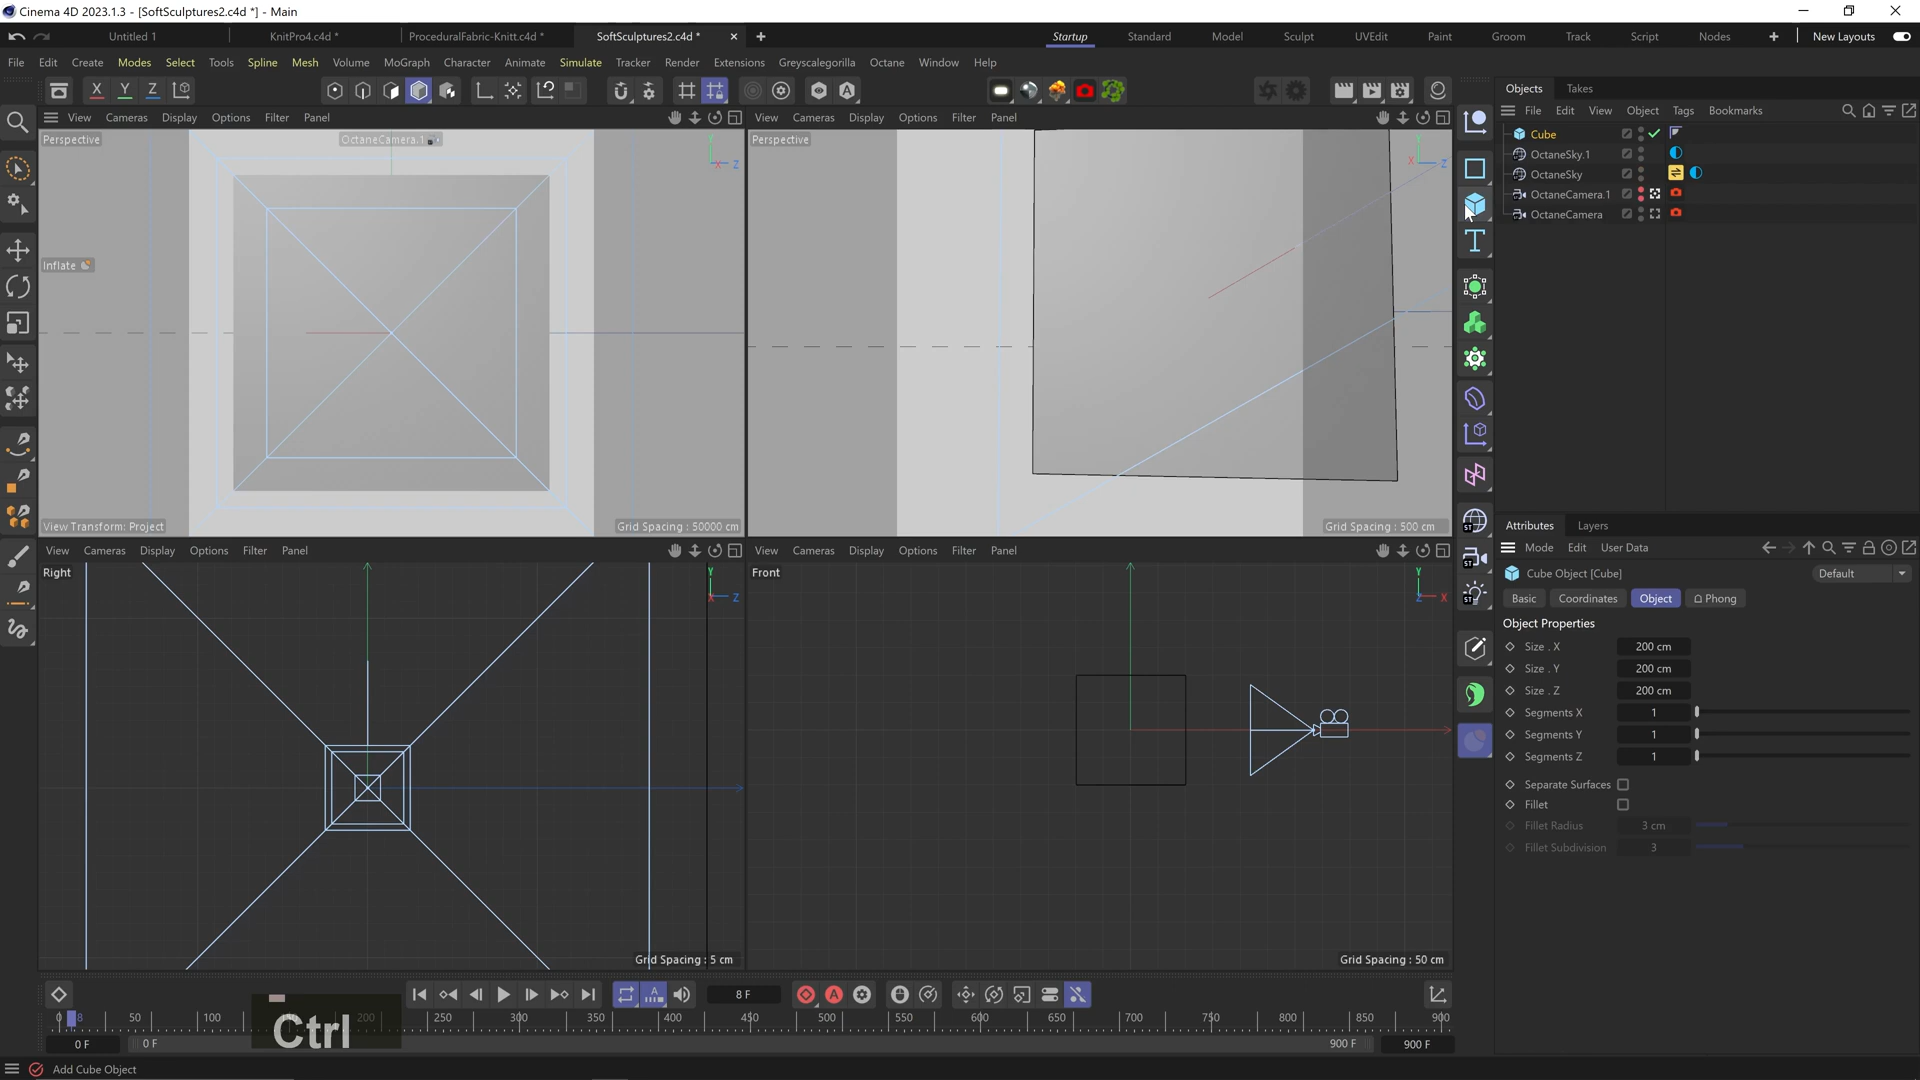 Cinema 4D 2023.1.3 - [SoftSculptures2.c4d *] - Main
Untitled 1
KnitPro4.c4d *
ProceduralFabric-Knitt.c4d *
SoftSculptures2.c4d *
Startup
Standard
Model
Sculpt
UVEdit
Paint
Groom
Track
Script
Nodes
New Layouts
File Edit Create Modes Select Tools Spline Mesh Volume MoGraph Character Animate Simulate Tracker Render Extensions Greyscalegorilla Octane Window Help
X Y Z
Objects Takes
File Edit View Object Tags Bookmarks
View Cameras Display Options Filter Panel
View Cameras Display Options Filter Panel
Perspective
OctaneCamera.1
Perspective
Cube
OctaneSky.1
OctaneSky
OctaneCamera.1
OctaneCamera
Inflate
View Transform: Project
Grid Spacing : 50000 cm
Grid Spacing : 500 cm
Attributes Layers
View Cameras Display Options Filter Panel
View Cameras Display Options Filter Panel
Mode Edit User Data
Right
Front
Cube Object [Cube]
Default
Basic Coordinates Object Phong
Object Properties
Size . X 200 cm
Size . Y 200 cm
Size . Z 200 cm
Segments X 1
Segments Y 1
Segments Z 1
Separate Surfaces
Fillet
Fillet Radius 3 cm
Fillet Subdivision 3
Grid Spacing : 5 cm
Grid Spacing : 50 cm
8 F
0 8 50 100 200 250 300 350 400 450 500 550 600 650 700 750 800 850 900
Ctrl
0 F
0 F
900 F
900 F
Add Cube Object